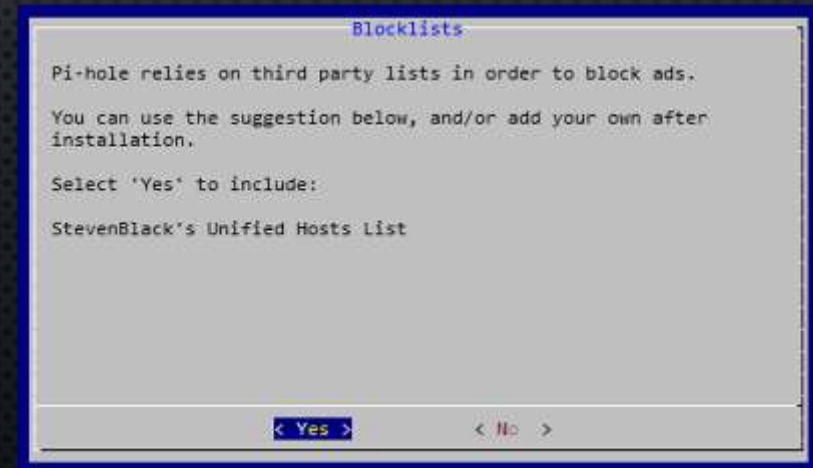 Blocklists
Pi-hole relies on third party lists in order to block ads.
You can use the suggestion below, and/or add your own after
installation.
Select 'Yes' to include:
StevenBlack's Unified Hosts List
< Yes > < No >